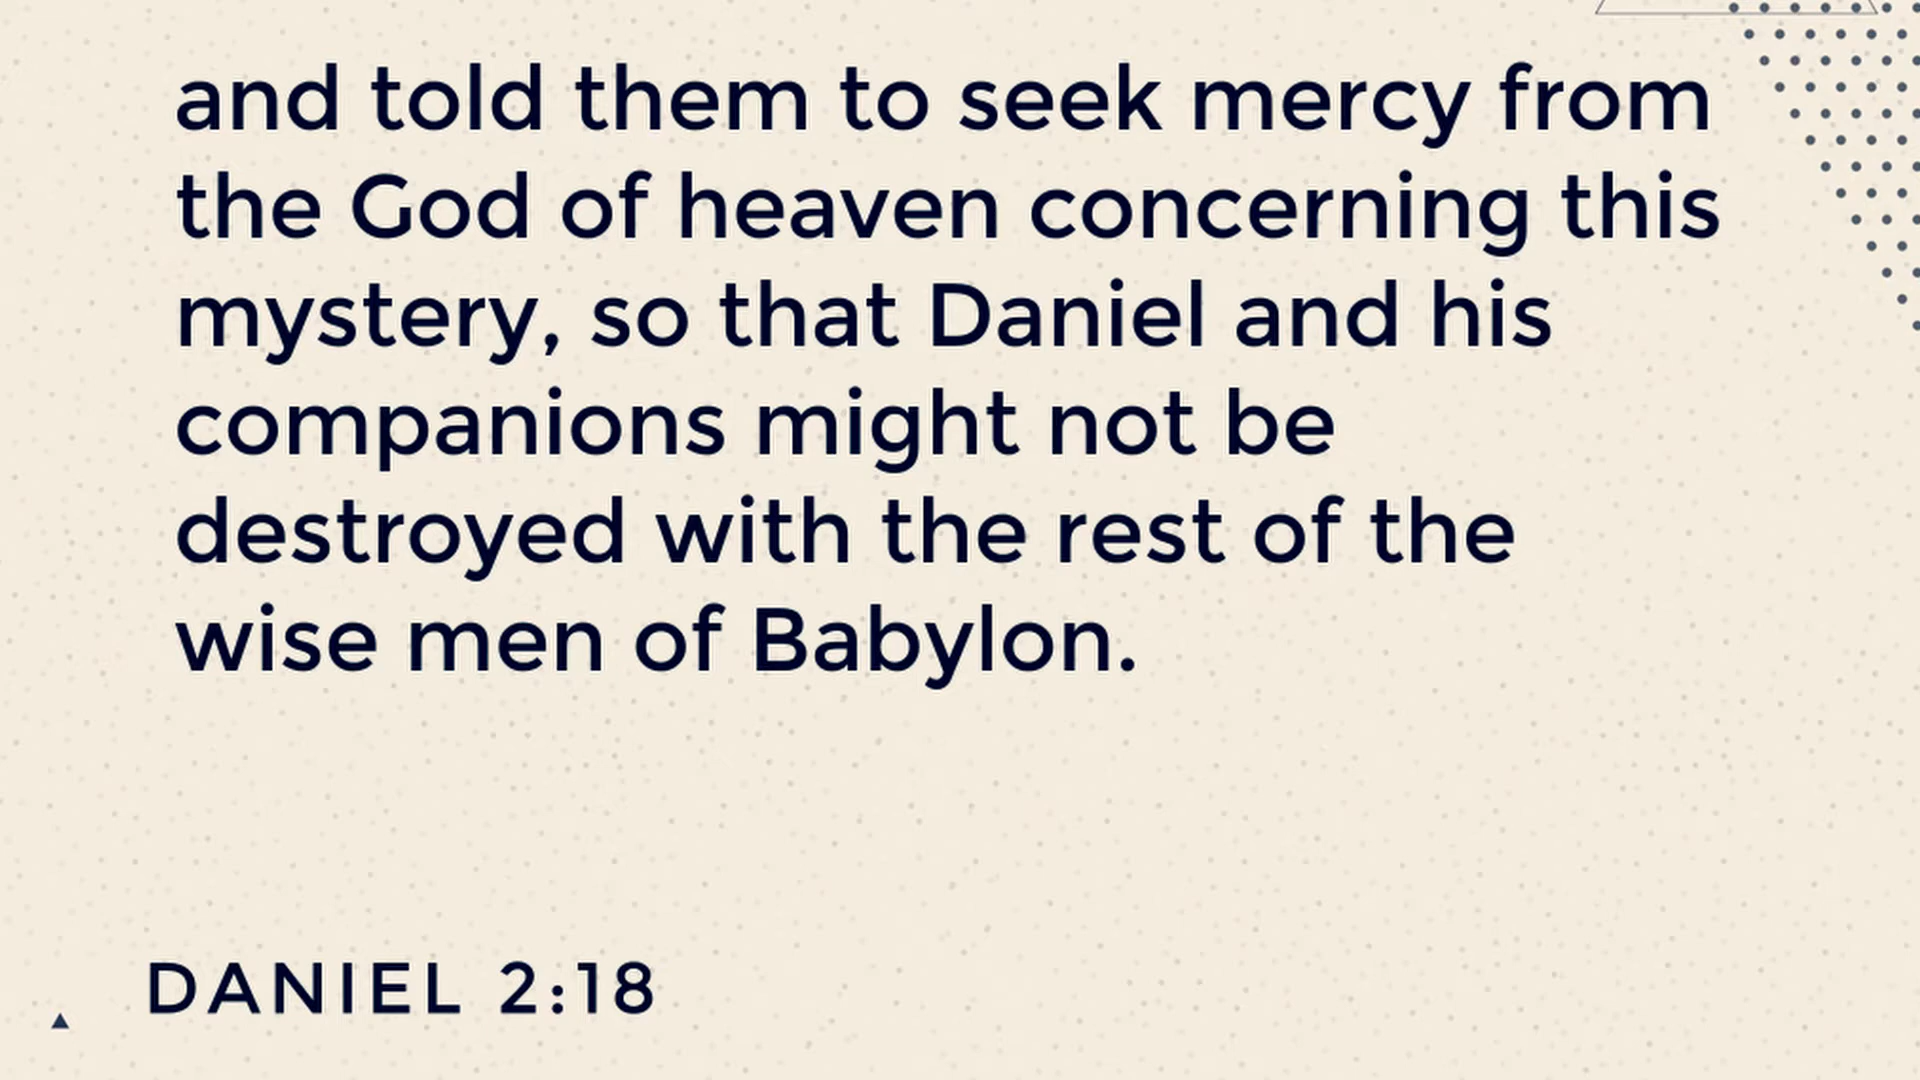 and told them to seek mercy from
the God of heaven concerning this
mystery, so that Daniel and his
companions might not be
destroyed with the rest of the
wise men of Babylon.
DANIEL 2:18